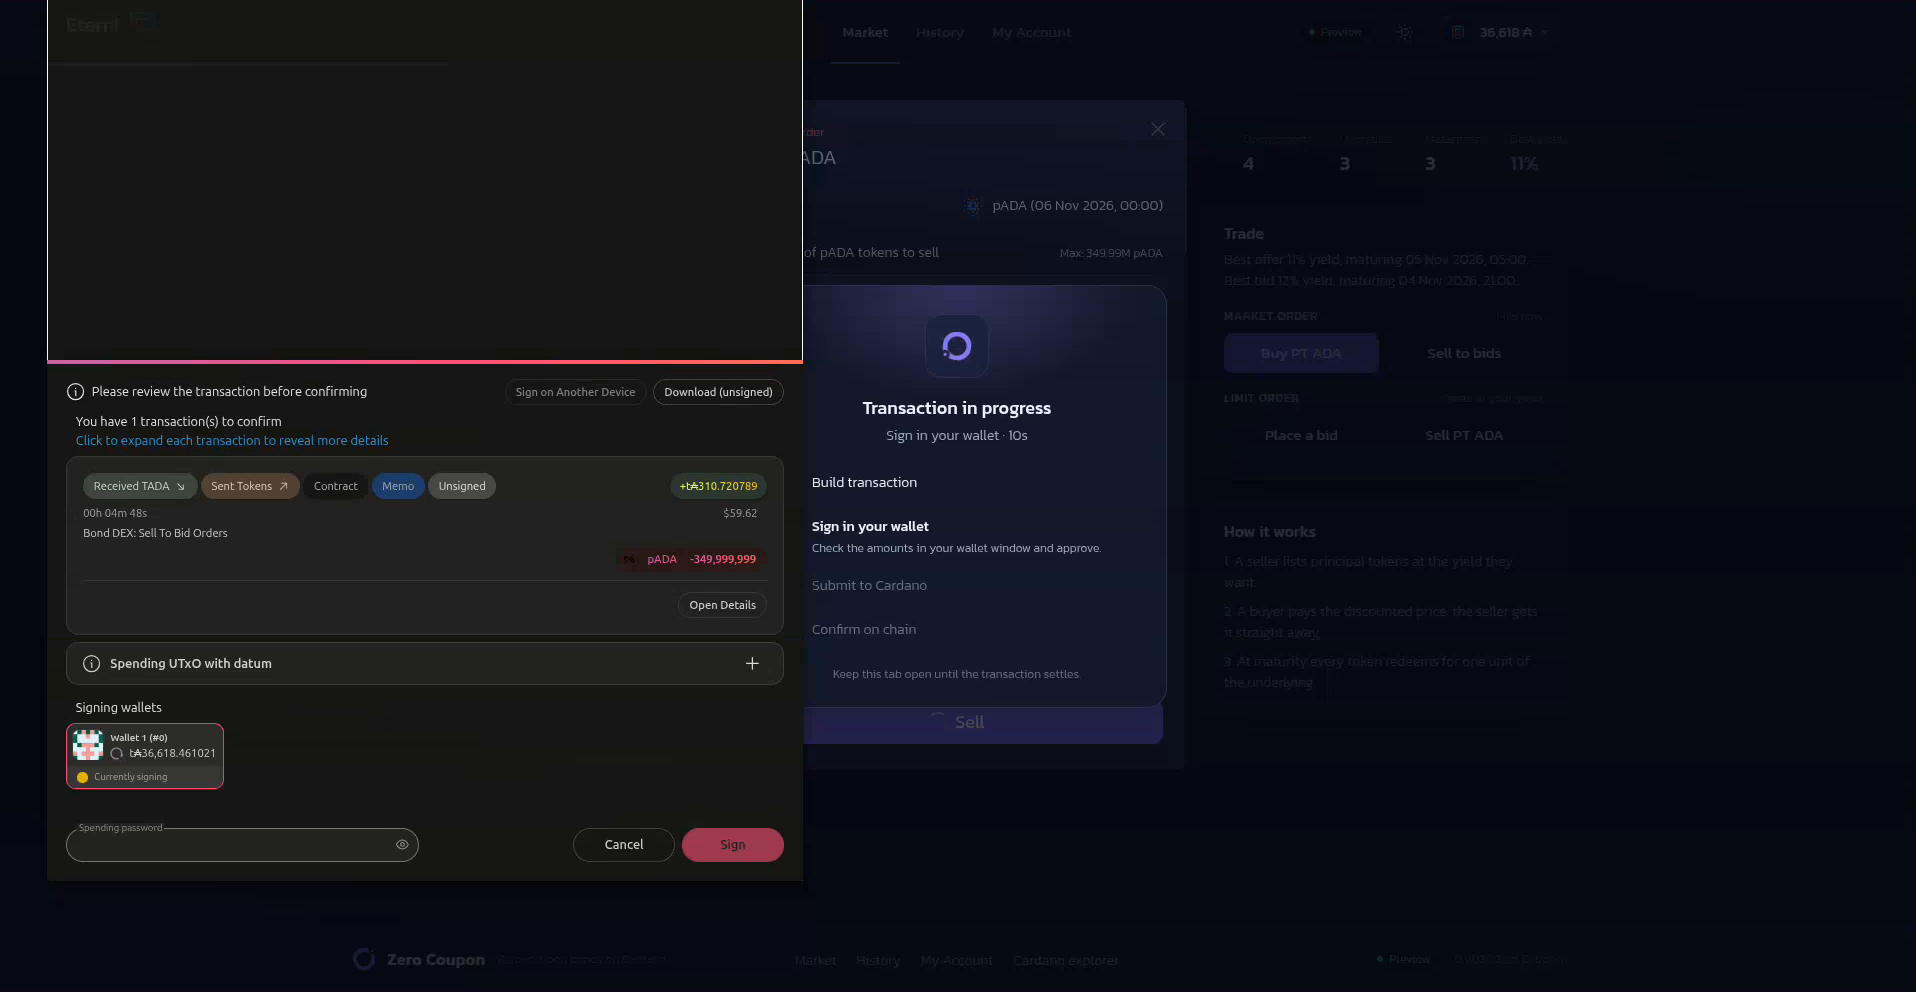 Eternl
Market
History
My Account
Preview
36,618 ₳
rder
ADA
pADA (06 Nov 2026, 00:00)
of pADA tokens to sell
Max: 349.99M pADA
4
3
3
11%
Trade
Best offer 11% yield, maturing 05 Nov 2026, 03:00.
Best bid 12% yield, maturing 04 Nov 2026, 21:00.
MARKET ORDER
Buy PT ADA
Sell to bids
LIMIT ORDER
Place a bid
Sell PT ADA
How it works
1. A seller lists principal tokens at the yield they
want.
2. A buyer pays the discounted price, the seller gets
it straight away.
3. At maturity every token redeems for one unit of
the underlying.
Transaction in progress
Sign in your wallet · 10s
Build transaction
Sign in your wallet
Check the amounts in your wallet window and approve.
Submit to Cardano
Confirm on chain
Keep this tab open until the transaction settles.
Sell
Please review the transaction before confirming
Sign on Another Device
Download (unsigned)
You have 1 transaction(s) to confirm
Click to expand each transaction to reveal more details
Received TADA
Sent Tokens
Contract
Memo
Unsigned
+t₳310.720789
00h 04m 48s
$59.62
Bond DEX: Sell To Bid Orders
pADA -349,999,999
Open Details
Spending UTxO with datum
Signing wallets
Wallet 1 (#0)
t₳36,618.461021
Currently signing
Spending password
Cancel
Sign
Zero Coupon
Market
History
My Account
Cardano explorer
Preview